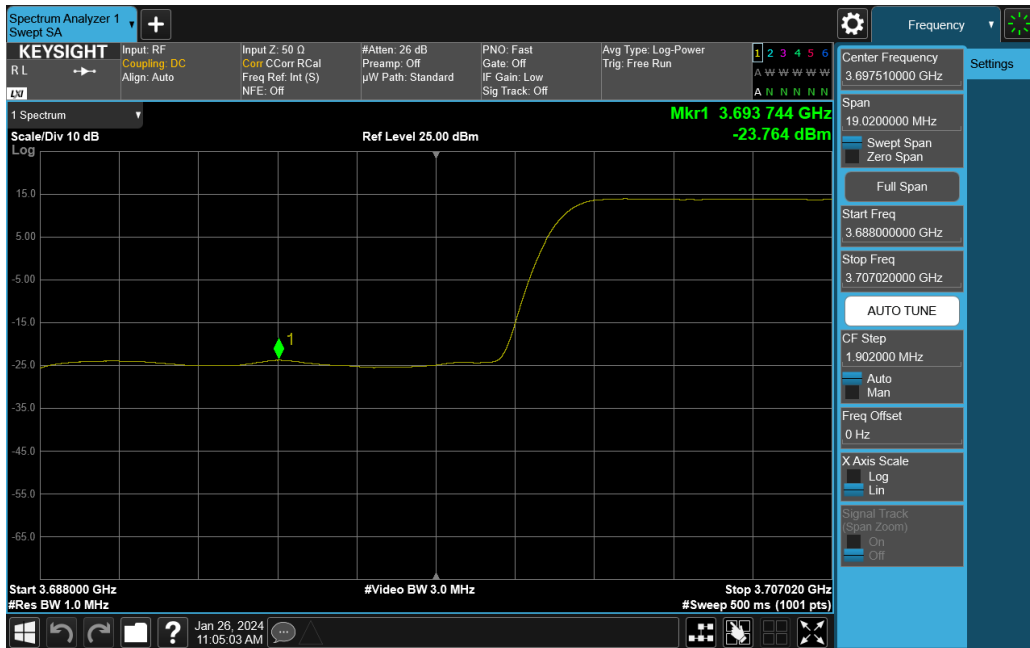 Spectrum Analyzer 1
Swept SA
Frequency
KEYSIGHT
R L
LXI
Input: RF
Coupling: DC
Align: Auto
Input Z: 50 Ω
Corr CCorr RCal
Freq Ref: Int (S)
NFE: Off
#Atten: 26 dB
Preamp: Off
µW Path: Standard
PNO: Fast
Gate: Off
IF Gain: Low
Sig Track: Off
Avg Type: Log-Power
Trig: Free Run
1 2 3 4 5 6
A W W W W W
A N N N N N
1 Spectrum
Mkr1 3.693 744 GHz
Scale/Div 10 dB
Ref Level 25.00 dBm
-23.764 dBm
Log
15.0
5.00
-5.00
-15.0
-25.0
-35.0
-45.0
-55.0
-65.0
1
Start 3.688000 GHz
#Video BW 3.0 MHz
Stop 3.707020 GHz
#Res BW 1.0 MHz
#Sweep 500 ms (1001 pts)
Center Frequency
3.697510000 GHz
Settings
Span
19.0200000 MHz
Swept Span
Zero Span
Full Span
Start Freq
3.688000000 GHz
Stop Freq
3.707020000 GHz
AUTO TUNE
CF Step
1.902000 MHz
Auto
Man
Freq Offset
0 Hz
X Axis Scale
Log
Lin
Signal Track
(Span Zoom)
On
Off
?
Jan 26, 2024
11:05:03 AM